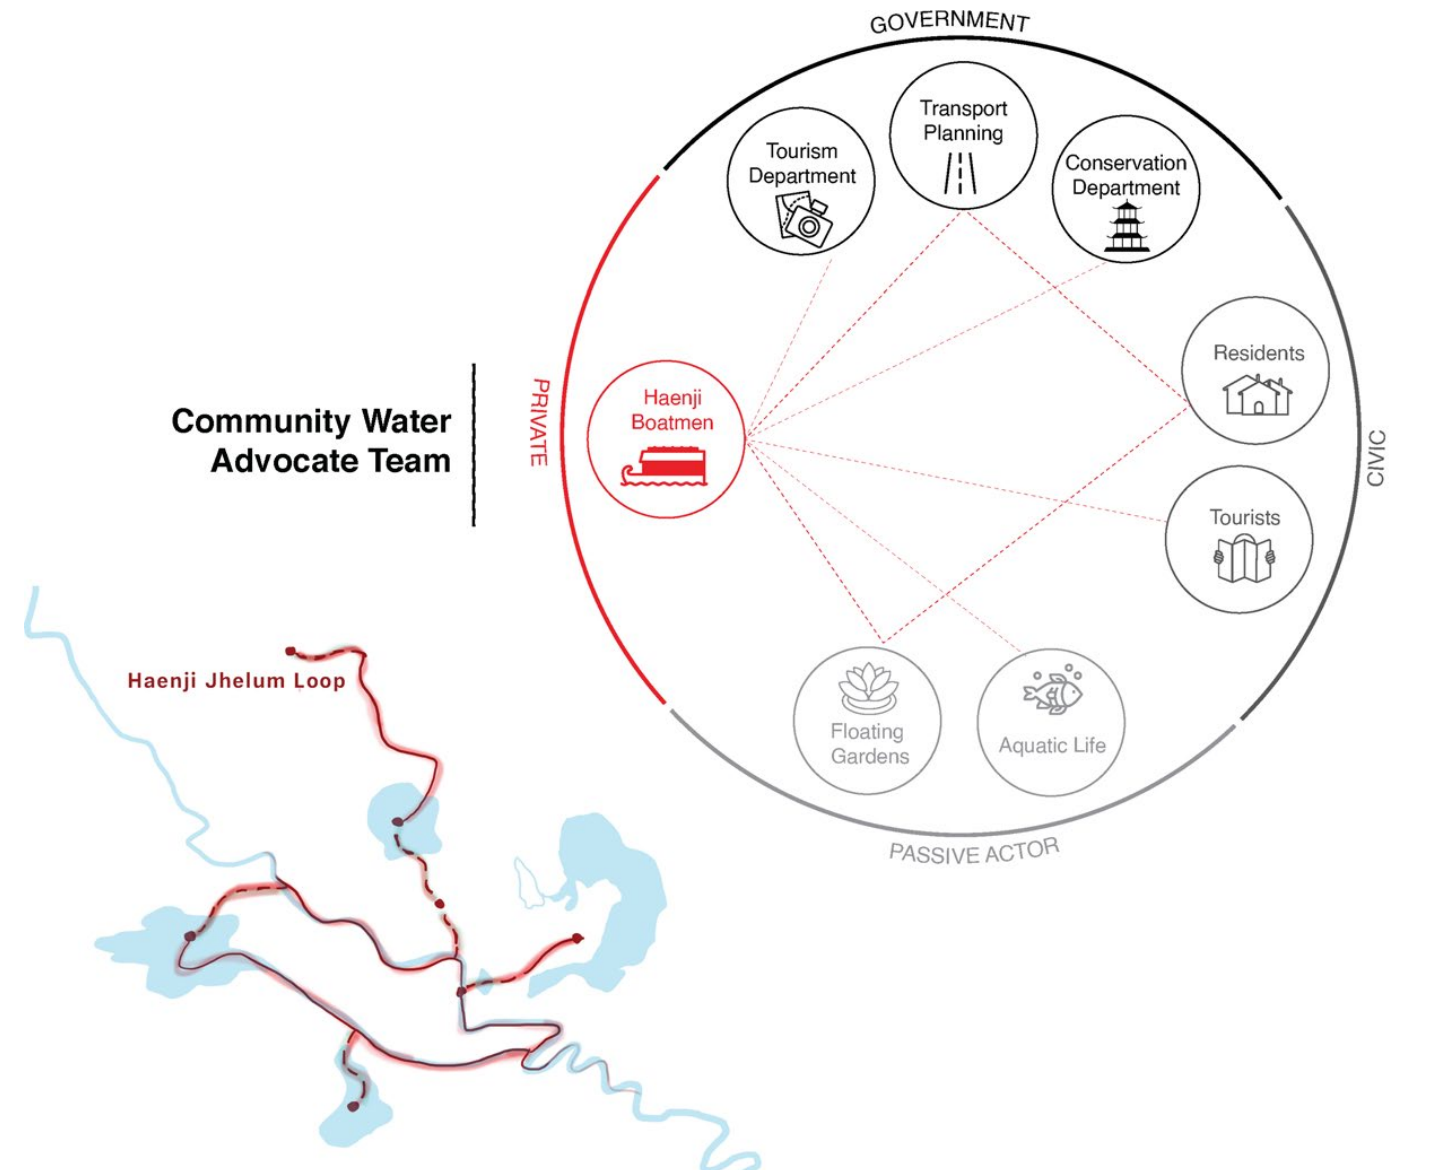 GOVERNMENT
Transport
Planning
Tourism
Department
Conservation
Department
Residents
Haenji
Boatmen
PRIVATE
CIVIC
Community Water
Advocate Team
Tourists
Haenji Jhelum Loop
Floating
Gardens
Aquatic Life
PASSIVE ACTOR